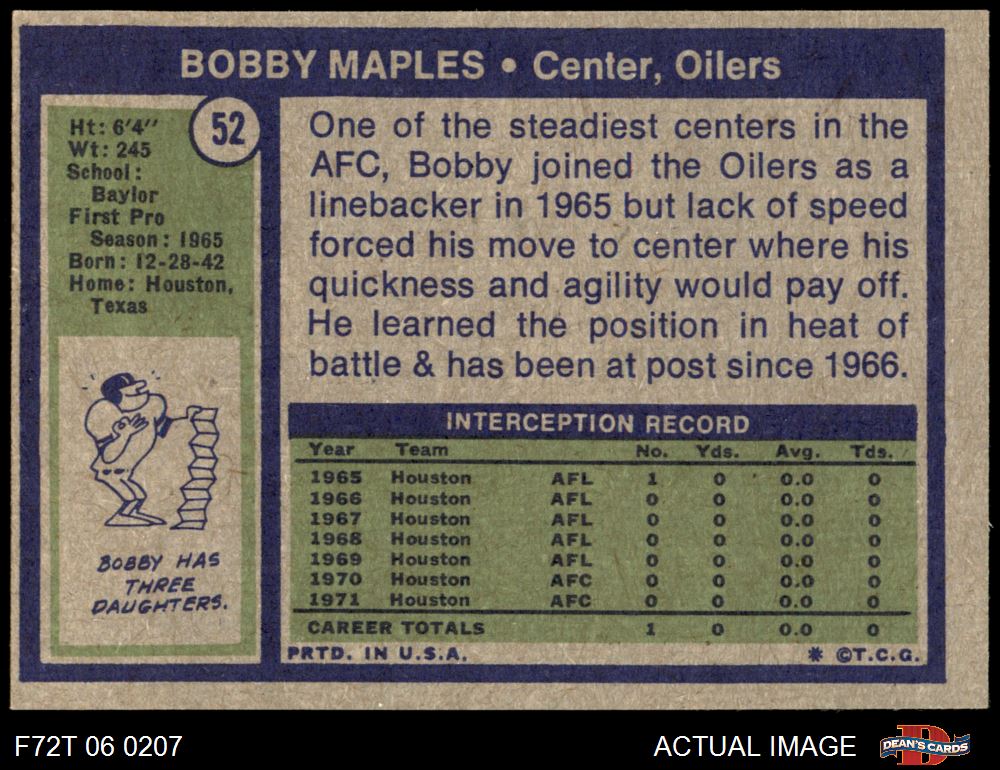 BOBBY MAPLES • Center, Oilers
52
Ht: 6'4"
Wt: 245
School:
Baylor
First Pro
Season: 1965
Born: 12-28-42
Home: Houston,
Texas
BOBBY HAS
THREE
DAUGHTERS.
One of the steadiest centers in the
AFC, Bobby joined the Oilers as a
linebacker in 1965 but lack of speed
forced his move to center where his
quickness and agility would pay off.
He learned the position in heat of
battle & has been at post since 1966.
INTERCEPTION RECORD
Year Team No. Yds. Avg. Tds.
1965 Houston AFL 1 0 0.0 0
1966 Houston AFL 0 0 0.0 0
1967 Houston AFL 0 0 0.0 0
1968 Houston AFL 0 0 0.0 0
1969 Houston AFL 0 0 0.0 0
1970 Houston AFC 0 0 0.0 0
1971 Houston AFC 0 0 0.0 0
CAREER TOTALS 1 0 0.0 0
PRTD. IN U.S.A. * ©T.C.G.
F72T 06 0207 ACTUAL IMAGE
D DEAN'S CARDS